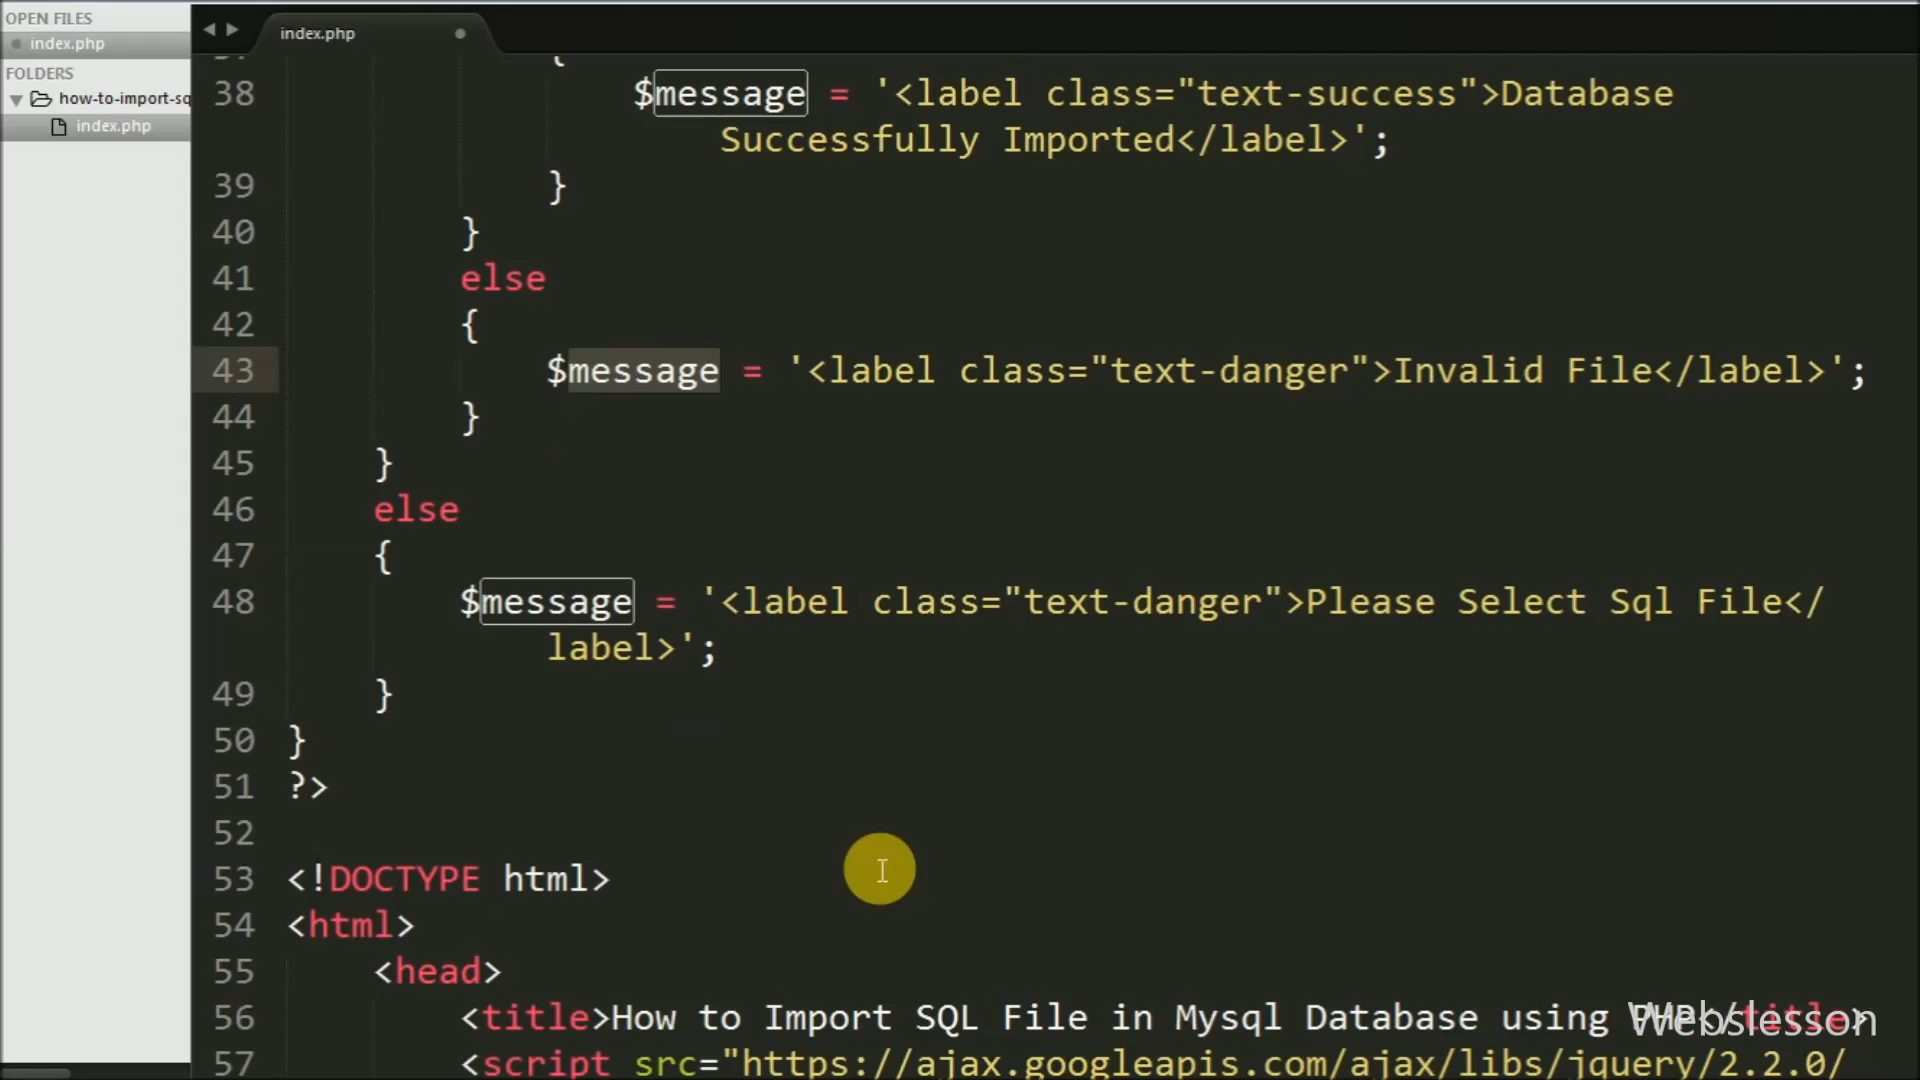 OPEN FILES
index.php
FOLDERS
how-to-import-sq
index.php
index.php
{
38 $message = '<label class="text-success">Database
Successfully Imported</label>';
39 }
40 }
41 else
42 {
43 $message = '<label class="text-danger">Invalid File</label>';
44 }
45 }
46 else
47 {
48 $message = '<label class="text-danger">Please Select Sql File</
label>';
49 }
50 }
51 ?>
52
53 <!DOCTYPE html>
54 <html>
55 <head>
56 <title>How to Import SQL File in Mysql Database using PHP</title>
57 <script src="https://ajax.googleapis.com/ajax/libs/jquery/2.2.0/
Webslesson